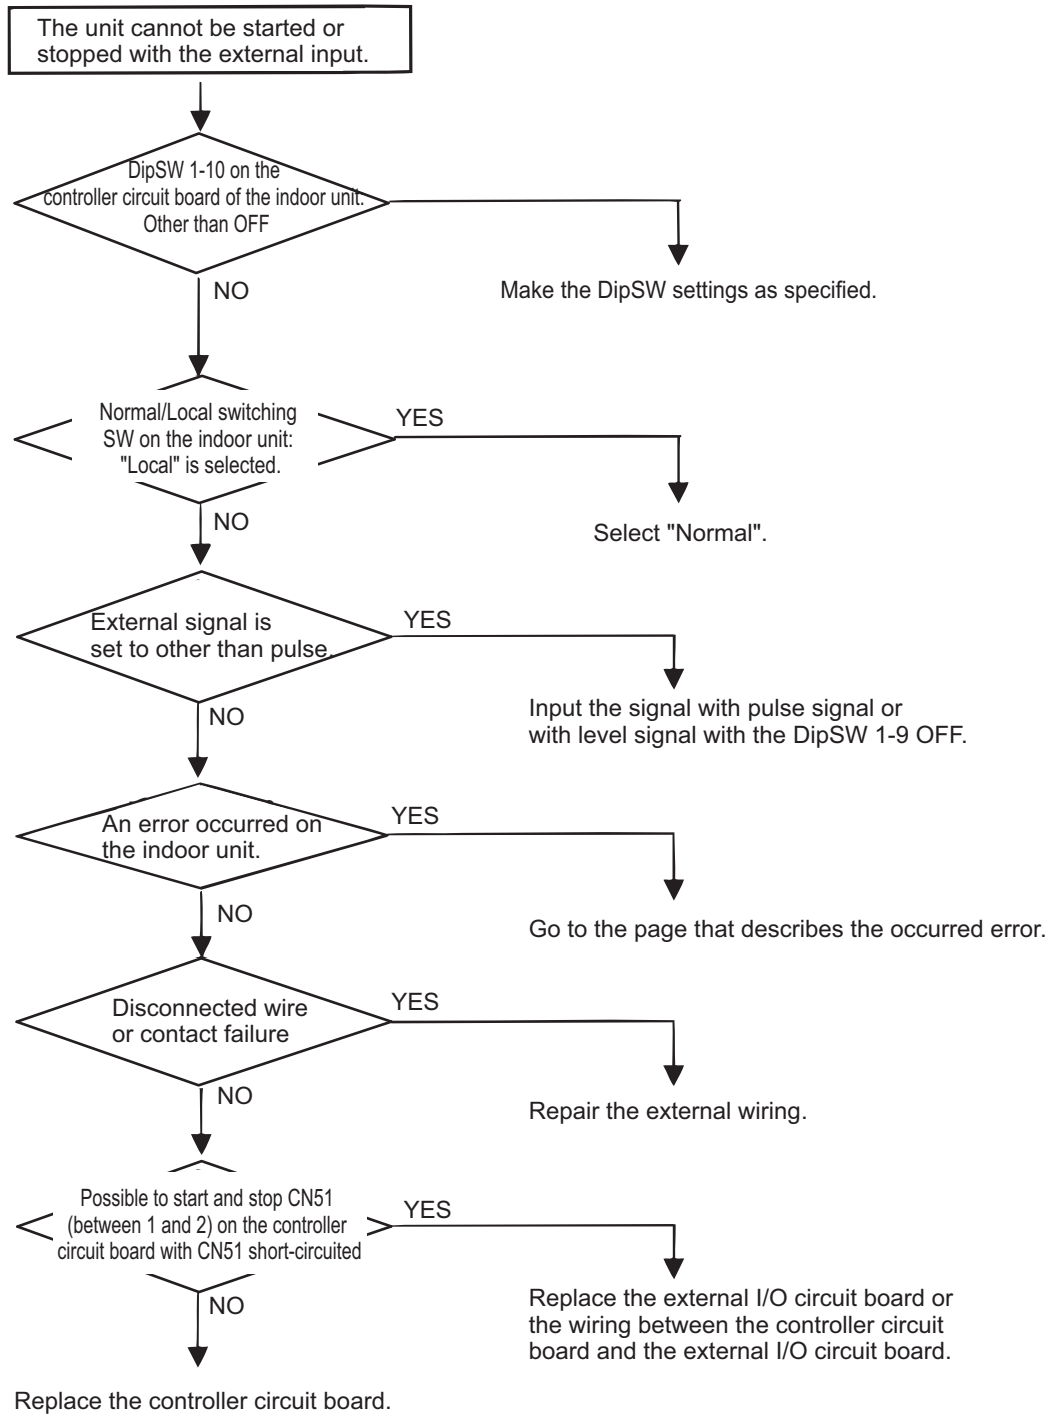 The unit cannot be started or
stopped with the external input.
DipSW 1-10 on the
controller circuit board of the indoor unit.
Other than OFF
NO
Make the DipSW settings as specified.
Normal/Local switching
SW on the indoor unit:
"Local" is selected.
YES
NO
Select "Normal".
External signal is
set to other than pulse.
YES
NO
Input the signal with pulse signal or
with level signal with the DipSW 1-9 OFF.
An error occurred on
the indoor unit.
YES
NO
Go to the page that describes the occurred error.
Disconnected wire
or contact failure
YES
NO
Repair the external wiring.
Possible to start and stop CN51
(between 1 and 2) on the controller
circuit board with CN51 short-circuited
YES
NO
Replace the external I/O circuit board or
the wiring between the controller circuit
board and the external I/O circuit board.
Replace the controller circuit board.